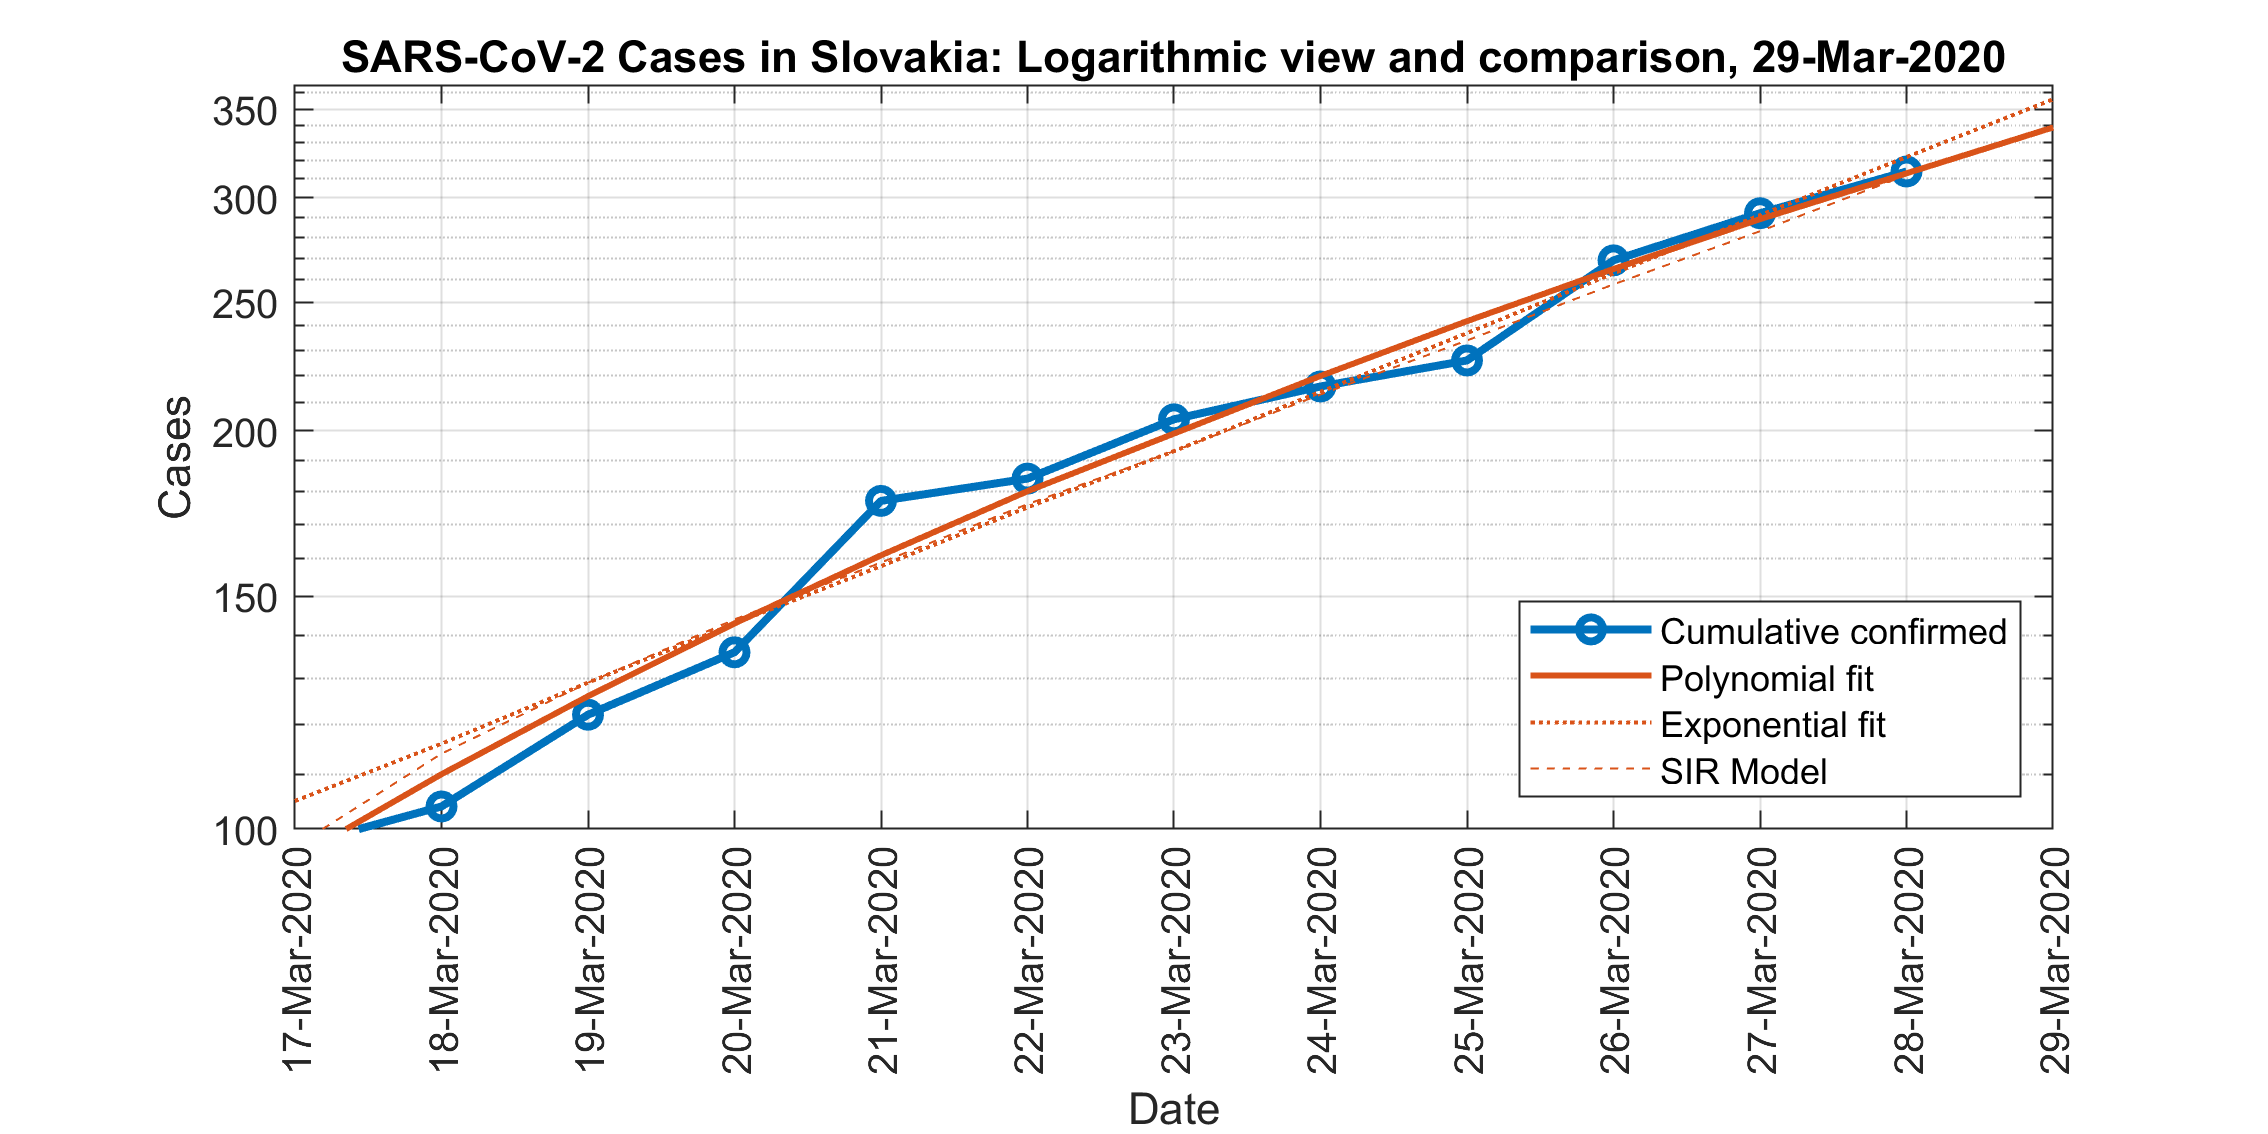 SARS-CoV-2 Cases in Slovakia: Logarithmic view and comparison, 29-Mar-2020
350
300
250
200
150
100
Cases
Cumulative confirmed
Polynomial fit
Exponential fit
SIR Model
17-Mar-2020
18-Mar-2020
19-Mar-2020
20-Mar-2020
21-Mar-2020
22-Mar-2020
23-Mar-2020
24-Mar-2020
25-Mar-2020
26-Mar-2020
27-Mar-2020
28-Mar-2020
29-Mar-2020
Date